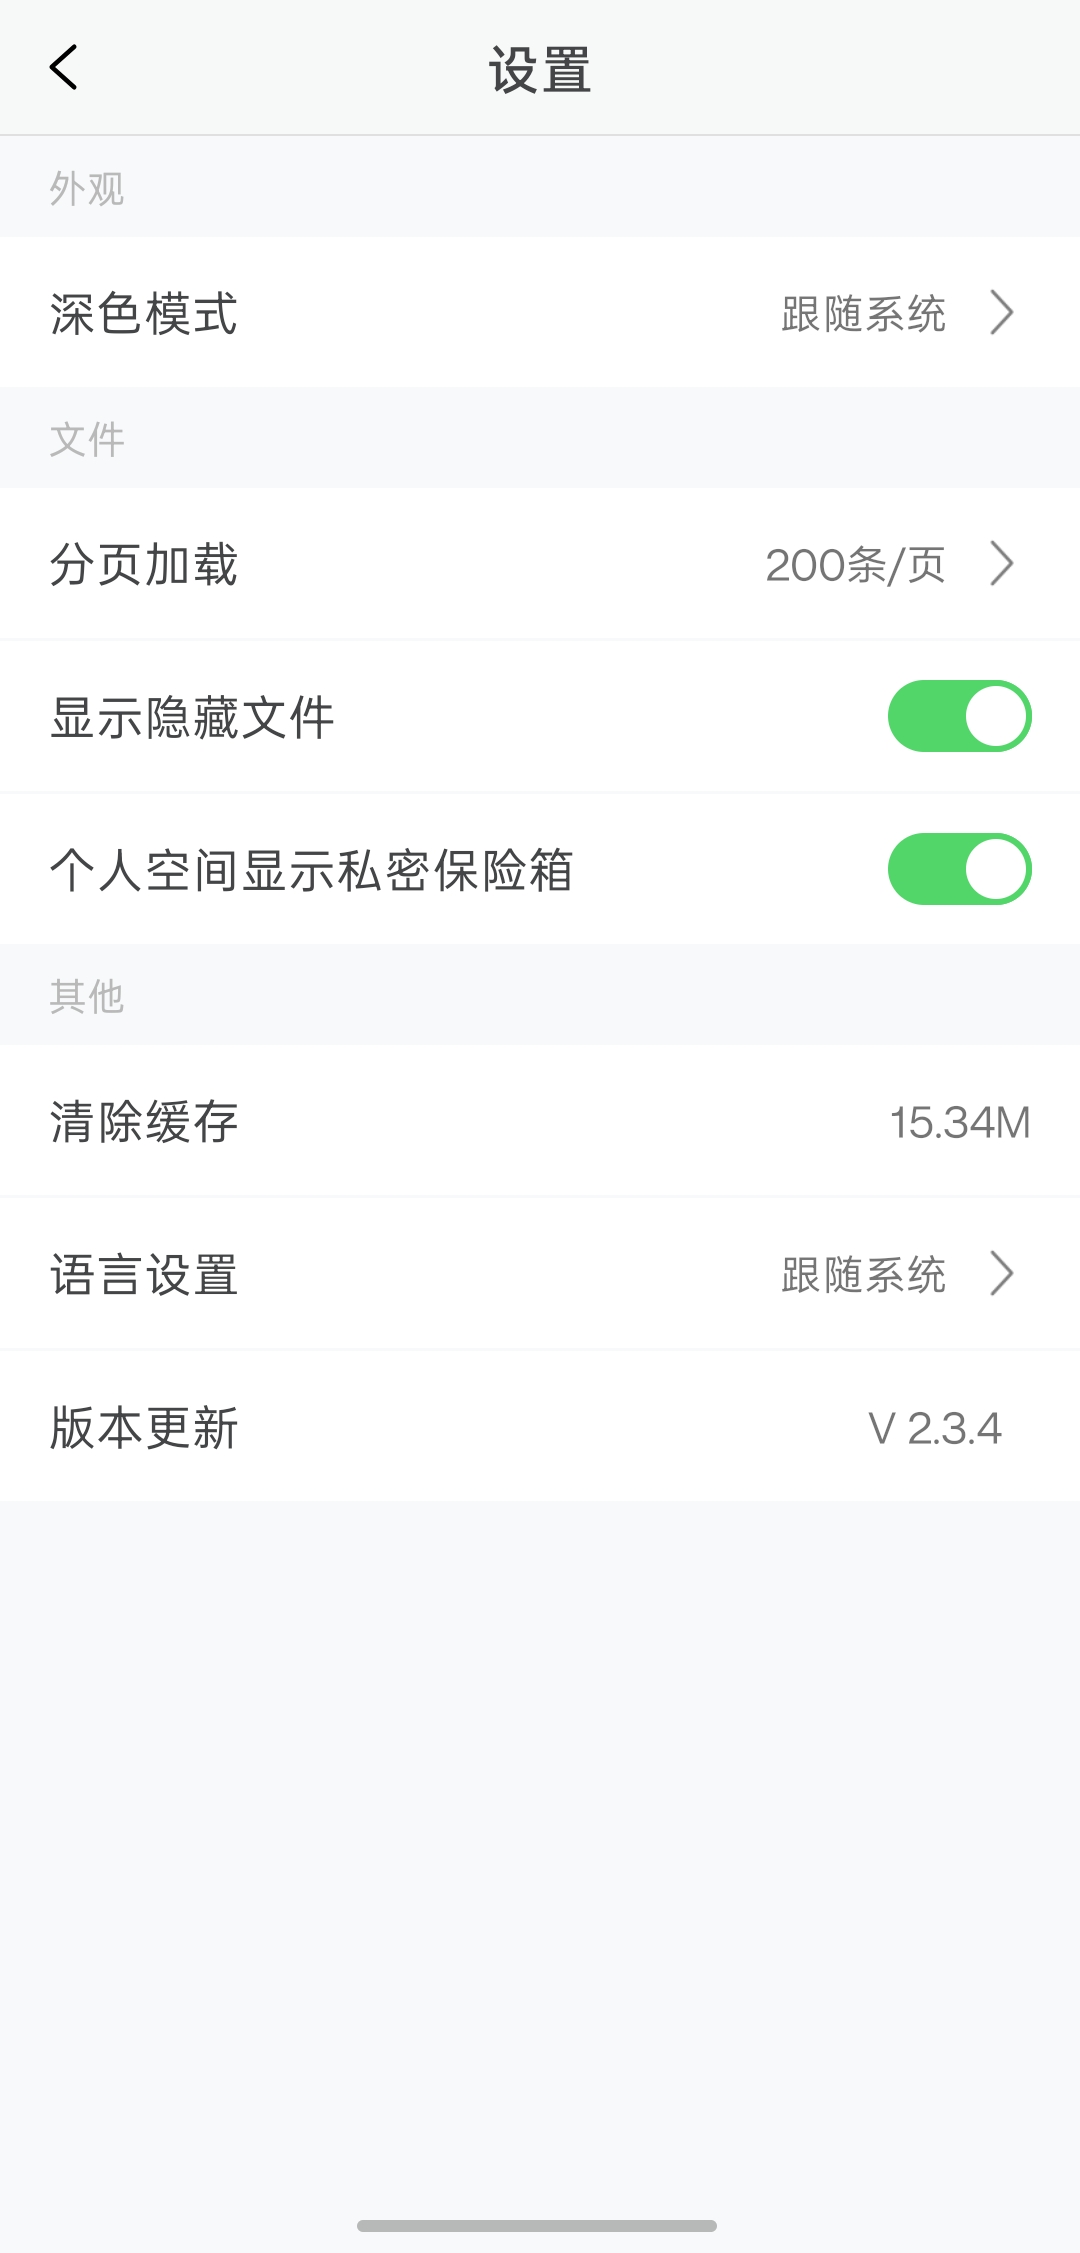 设置
外观
深色模式 跟随系统
文件
分页加载 200条/页
显示隐藏文件
个人空间显示私密保险箱
其他
清除缓存 15.34M
语言设置 跟随系统
版本更新 V 2.3.4